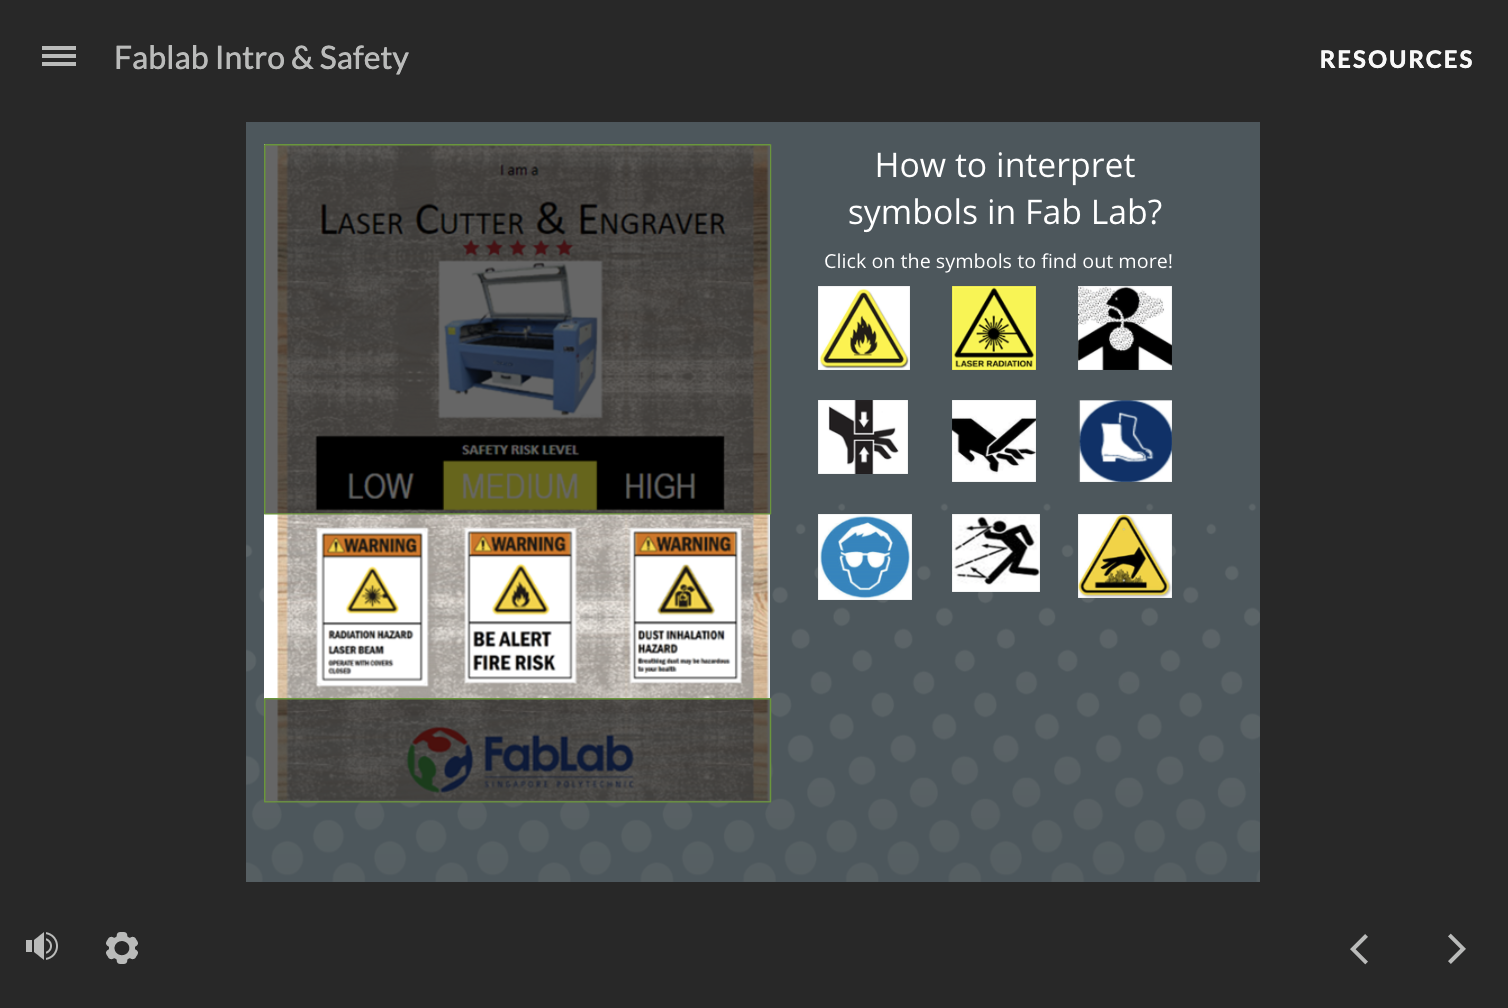 Fablab Intro & Safety
RESOURCES
I am a
LASER CUTTER & ENGRAVER
SAFETY RISK LEVEL
LOW MEDIUM HIGH
WARNING
RADIATION HAZARD
LASER BEAM
OPERATE WITH COVERS
CLOSED
WARNING
BE ALERT
FIRE RISK
WARNING
DUST INHALATION
HAZARD
Breathing dust may be hazardous
to your health
FabLab
SINGAPORE POLYTECHNIC
How to interpret
symbols in Fab Lab?
Click on the symbols to find out more!
LASER RADIATION